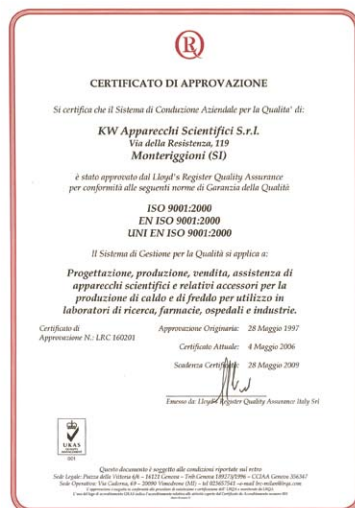 CERTIFICATO DI APPROVAZIONE
Si certifica che il Sistema di Conduzione Aziendale per la Qualita' di:
KW Apparecchi Scientifici S.r.l.
Via della Resistenza, 119
Monteriggioni (SI)
è stato approvato dal Lloyd's Register Quality Assurance
per conformità alle seguenti norme di Garanzia della Qualità
ISO 9001:2000
EN ISO 9001:2000
UNI EN ISO 9001:2000
Il Sistema di Gestione per la Qualità si applica a:
Progettazione, produzione, vendita, assistenza di
apparecchi scientifici e relativi accessori per la
produzione di caldo e di freddo per utilizzo in
laboratori di ricerca, farmacie, ospedali e industrie.
Certificato di
Approvazione N.: LRC 160201
Approvazione Originaria: 28 Maggio 1997
Certificato Attuale: 4 Maggio 2006
Scadenza Certificato: 28 Maggio 2009
Emesso da: Lloyd's Register Quality Assurance Italy Srl
UKAS
QUALITY
MANAGEMENT
001
Questo documento è soggetto alle condizioni riportate sul retro